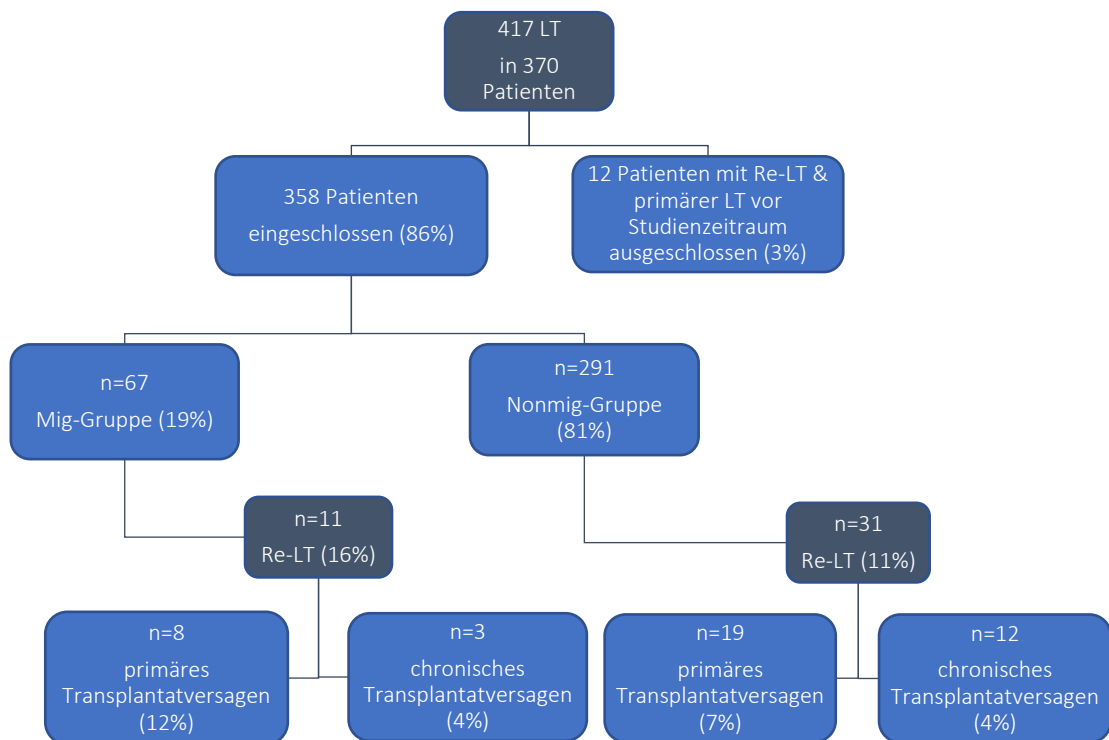 417 LT
in 370
Patienten
358 Patienten
eingeschlossen (86%)
12 Patienten mit Re-LT &
primärer LT vor
Studienzeitraum
ausgeschlossen (3%)
n=67
Mig-Gruppe (19%)
n=291
Nonmig-Gruppe
(81%)
n=11
Re-LT (16%)
n=31
Re-LT (11%)
n=8
primäres
Transplantatversagen
(12%)
n=3
chronisches
Transplantatversagen
(4%)
n=19
primäres
Transplantatversagen
(7%)
n=12
chronisches
Transplantatversagen
(4%)